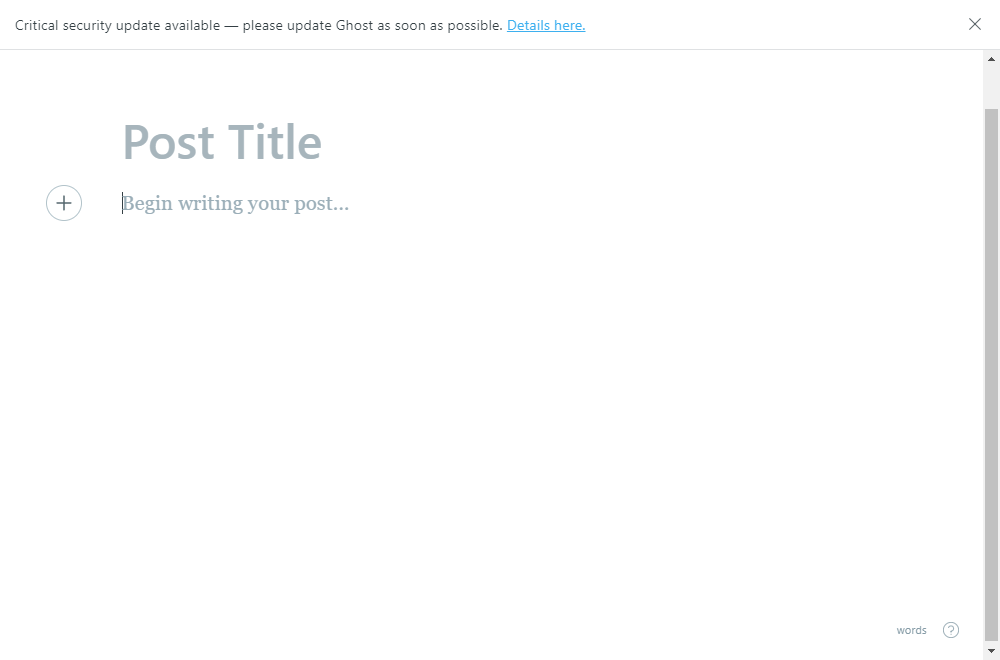 Critical security update available — please update Ghost as soon as possible. Details here.
Post Title
Begin writing your post...
words
?